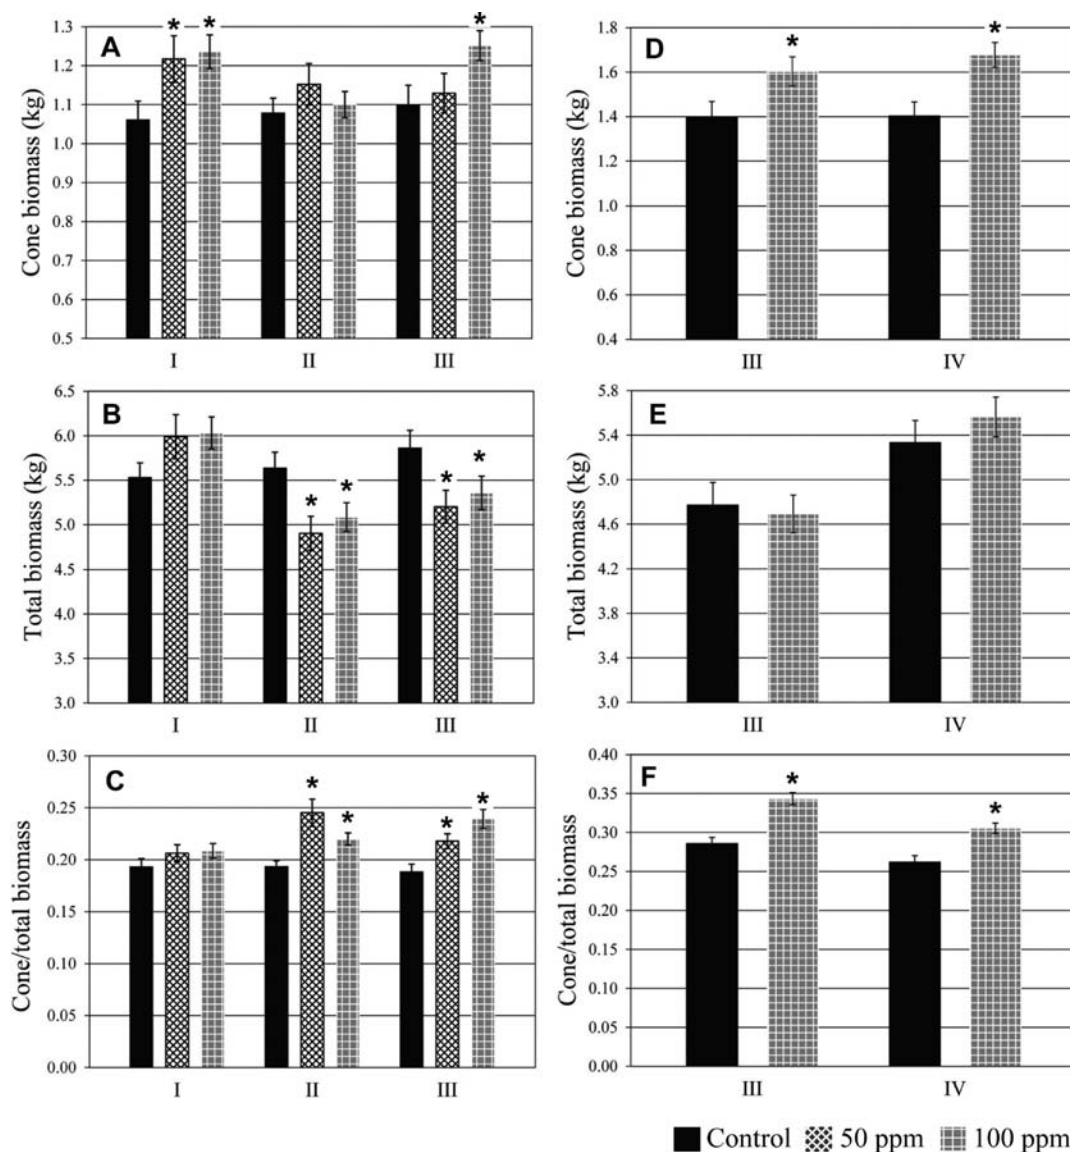 A
Cone biomass (kg)
1.3
1.2
1.1
1.0
0.9
0.8
0.7
0.6
0.5
* * *
I II III
D
Cone biomass (kg)
1.8
1.6
1.4
1.2
1.0
0.8
0.6
0.4
* *
III IV
B
Total biomass (kg)
6.5
6.0
5.5
5.0
4.5
4.0
3.5
3.0
* * * *
I II III
E
Total biomass (kg)
5.8
5.4
5.0
4.6
4.2
3.8
3.4
3.0
III IV
C
Cone/total biomass
0.30
0.25
0.20
0.15
0.10
0.05
0.00
* * * *
I II III
F
Cone/total biomass
0.40
0.35
0.30
0.25
0.20
0.15
0.10
0.05
0.00
* *
III IV
Control 50 ppm 100 ppm